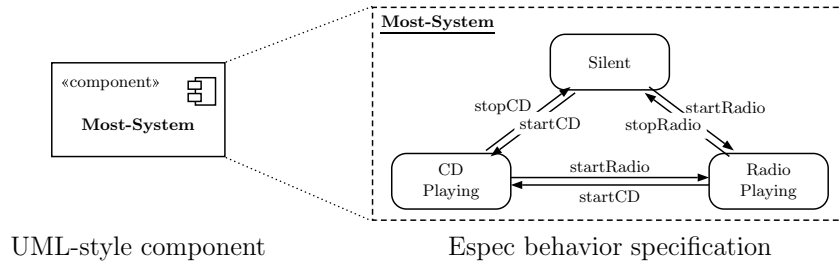 «component»
Most-System
Most-System
Silent
stopCD
startCD
startRadio
stopRadio
CD
Playing
startRadio
startCD
Radio
Playing
UML-style component
Espec behavior specification